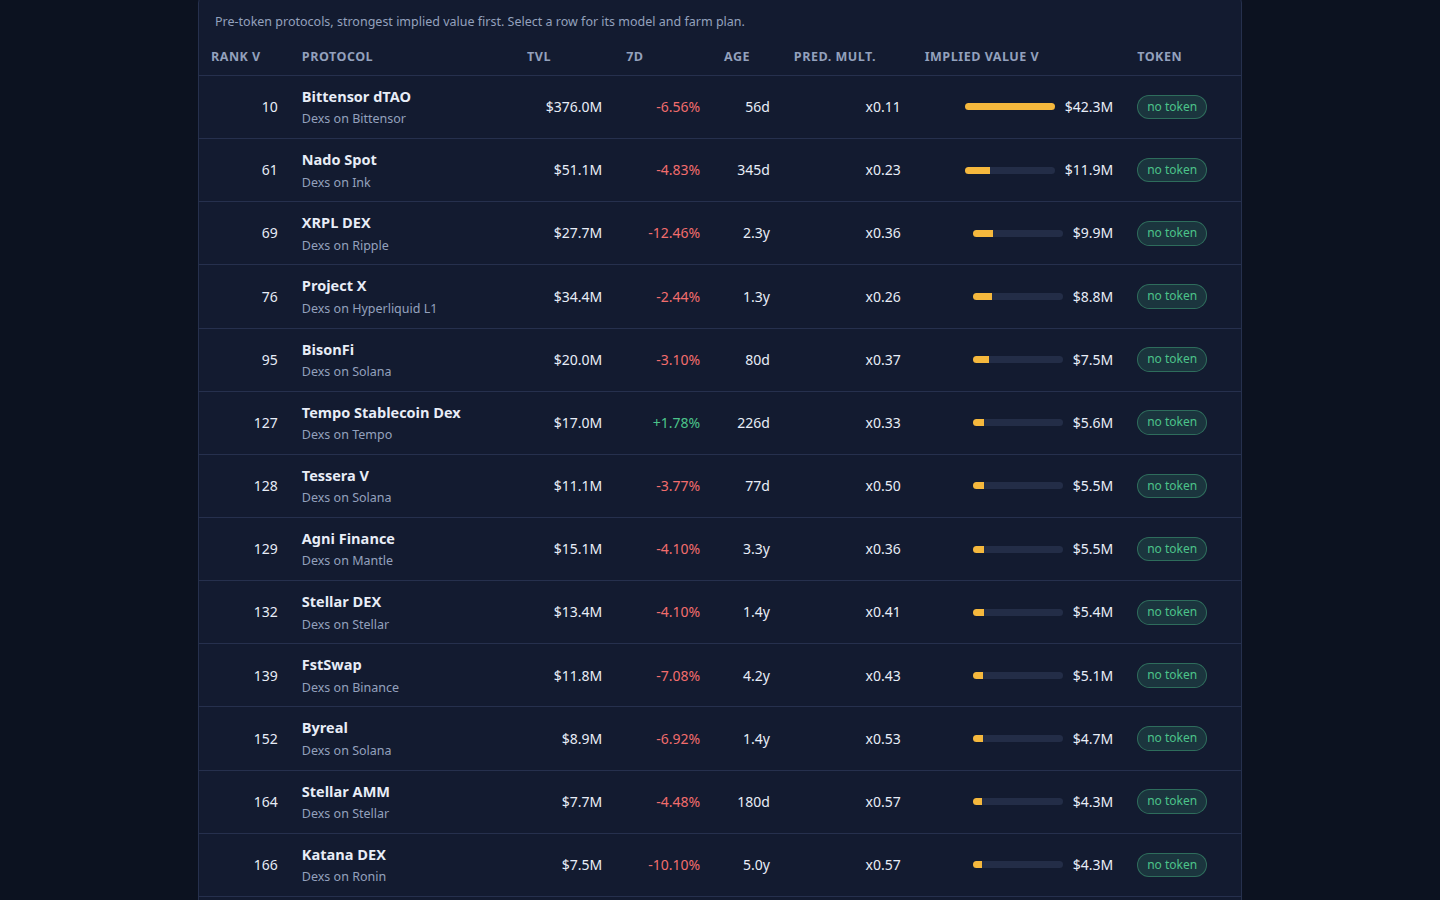 Pre-token protocols, strongest implied value first. Select a row for its model and farm plan.
RANK V PROTOCOL TVL 7D AGE PRED. MULT. IMPLIED VALUE V TOKEN
10 Bittensor dTAO $376.0M -6.56% 56d x0.11 $42.3M no token
Dexs on Bittensor
61 Nado Spot $51.1M -4.83% 345d x0.23 $11.9M no token
Dexs on Ink
69 XRPL DEX $27.7M -12.46% 2.3y x0.36 $9.9M no token
Dexs on Ripple
76 Project X $34.4M -2.44% 1.3y x0.26 $8.8M no token
Dexs on Hyperliquid L1
95 BisonFi $20.0M -3.10% 80d x0.37 $7.5M no token
Dexs on Solana
127 Tempo Stablecoin Dex $17.0M +1.78% 226d x0.33 $5.6M no token
Dexs on Tempo
128 Tessera V $11.1M -3.77% 77d x0.50 $5.5M no token
Dexs on Solana
129 Agni Finance $15.1M -4.10% 3.3y x0.36 $5.5M no token
Dexs on Mantle
132 Stellar DEX $13.4M -4.10% 1.4y x0.41 $5.4M no token
Dexs on Stellar
139 FstSwap $11.8M -7.08% 4.2y x0.43 $5.1M no token
Dexs on Binance
152 Byreal $8.9M -6.92% 1.4y x0.53 $4.7M no token
Dexs on Solana
164 Stellar AMM $7.7M -4.48% 180d x0.57 $4.3M no token
Dexs on Stellar
166 Katana DEX $7.5M -10.10% 5.0y x0.57 $4.3M no token
Dexs on Ronin